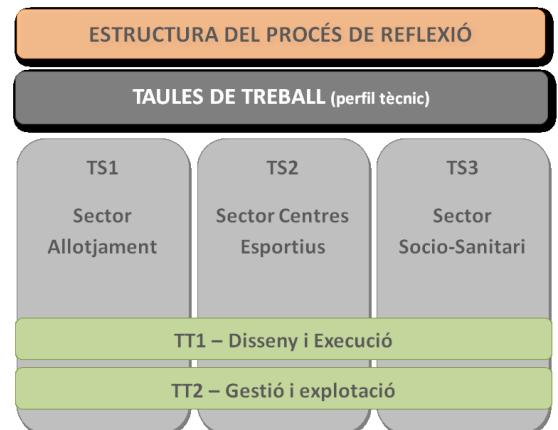 ESTRUCTURA DEL PROCÉS DE REFLEXIÓ
TAULES DE TREBALL (perfil tècnic)
TS1
Sector
Allotjament
TS2
Sector Centres
Esportius
TS3
Sector
Socio-Sanitari
TT1 – Disseny i Execució
TT2 – Gestió i explotació